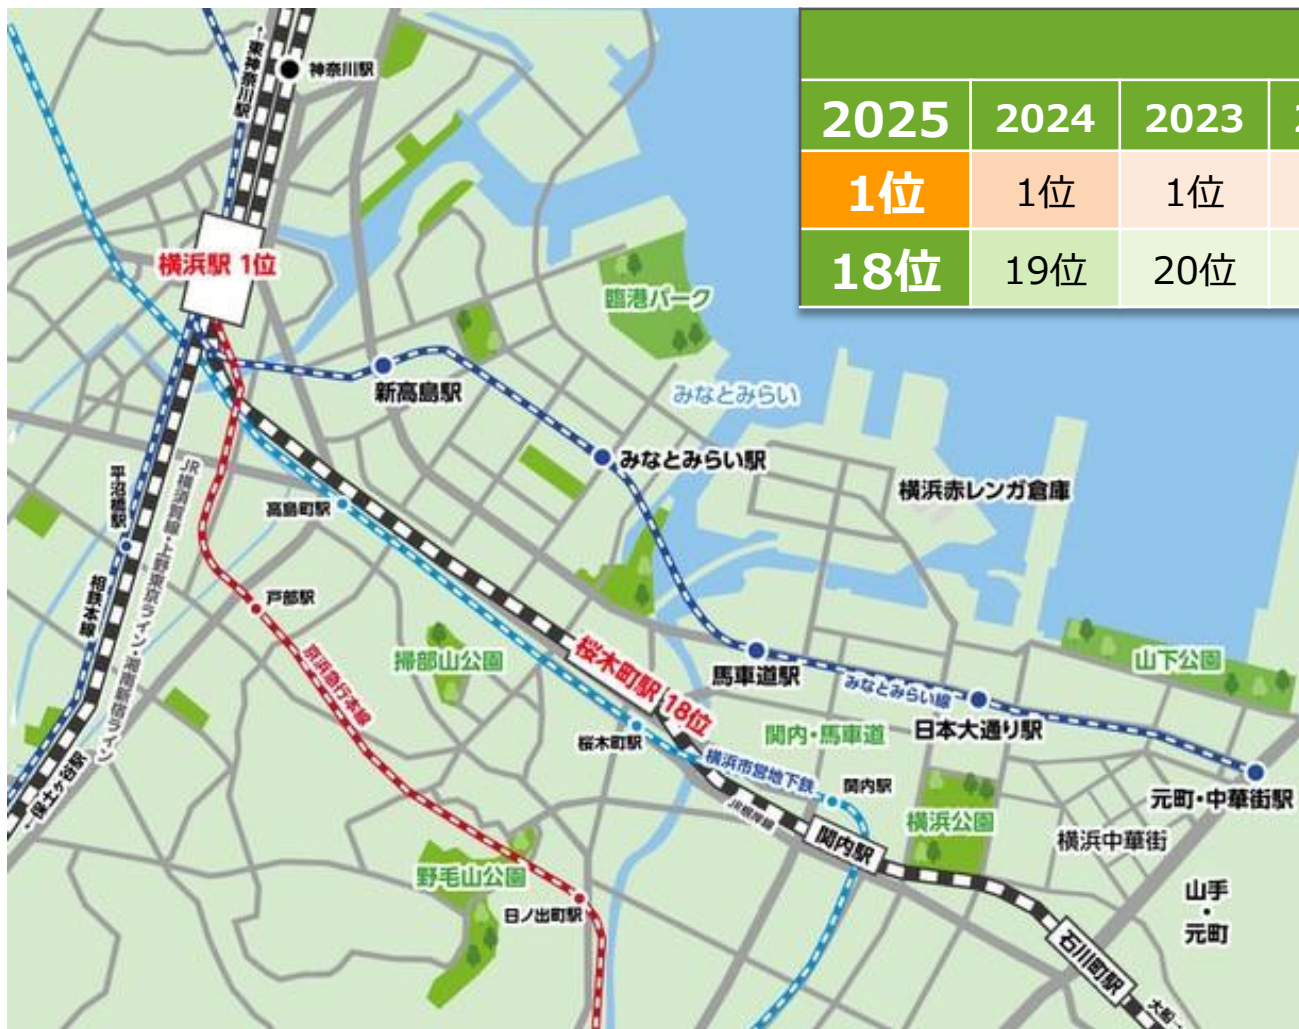 2025 2024 2023
1位 1位 1位
18位 19位 20位
東神奈川駅
神奈川駅
横浜駅 1位
臨港パーク
新高島駅
みなとみらい
みなとみらい駅
横浜赤レンガ倉庫
高島町駅
平沼橋駅
JR横須賀線・上野東京ライン・湘南新宿ライン
相鉄本線
戸部駅
掃部山公園
京浜急行本線
桜木町駅 18位
馬車道駅
みなとみらい線
山下公園
日本大通り駅
桜木町駅
関内・馬車道
横浜市営地下鉄
関内駅
元町・中華街駅
保土ヶ谷駅
JR根岸線
関内駅
横浜公園
横浜中華街
野毛山公園
日ノ出町駅
山手
・
元町
石川町駅
大船